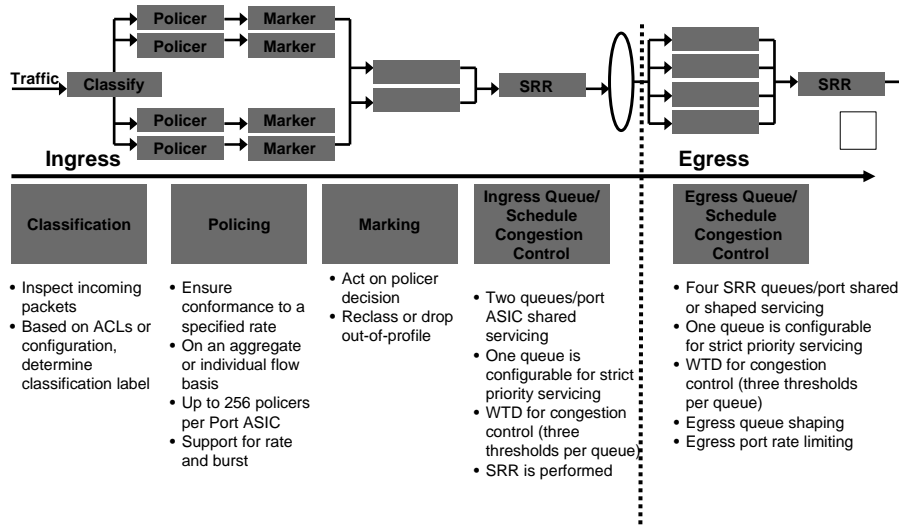 Policer
Marker
Policer
Marker
Traffic
Classify
SRR
SRR
Policer
Marker
Policer
Marker
Ingress
Egress
Classification
Policing
Marking
Ingress Queue/
Schedule
Congestion
Control
Egress Queue/
Schedule
Congestion
Control
• Inspect incoming
packets
• Based on ACLs or
configuration,
determine
classification label
• Ensure
conformance to a
specified rate
• On an aggregate
or individual flow
basis
• Up to 256 policers
per Port ASIC
• Support for rate
and burst
• Act on policer
decision
• Reclass or drop
out-of-profile
• Two queues/port
ASIC shared
servicing
• One queue is
configurable for strict
priority servicing
• WTD for congestion
control (three
thresholds per queue)
• SRR is performed
• Four SRR queues/port shared
or shaped servicing
• One queue is configurable
for strict priority servicing
• WTD for congestion
control (three thresholds
per queue)
• Egress queue shaping
• Egress port rate limiting